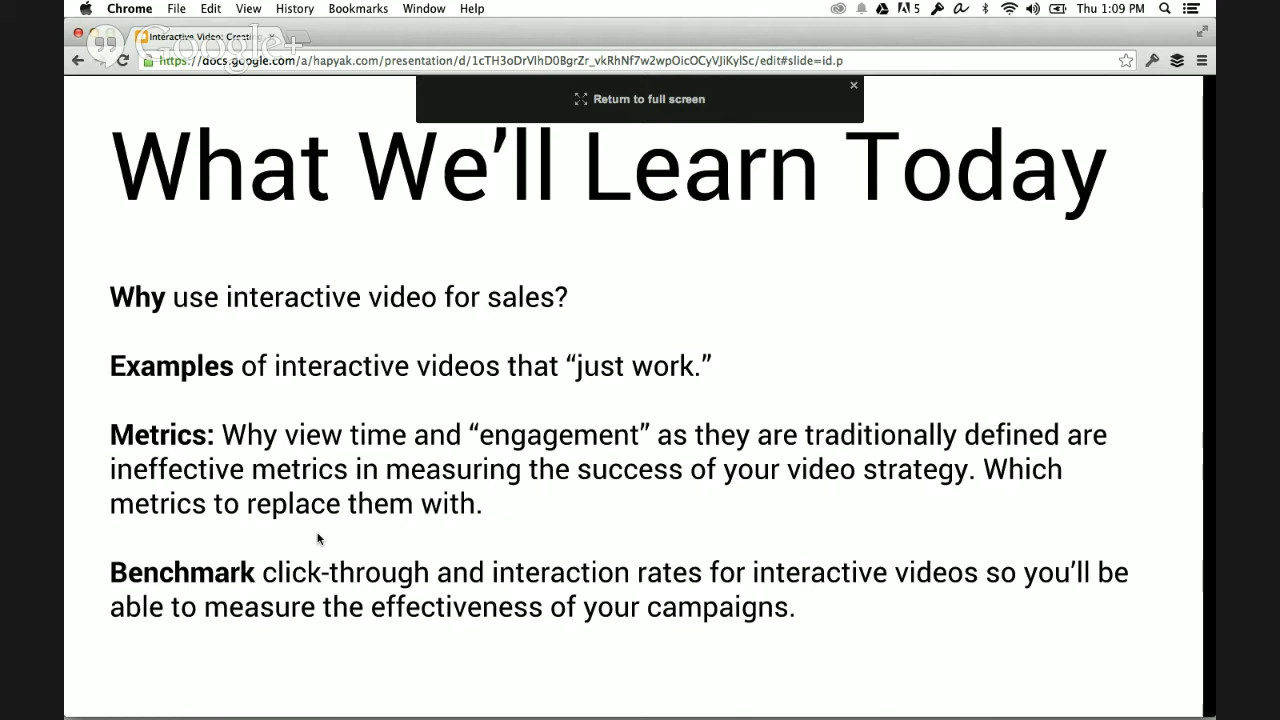 Chrome File Edit View History Bookmarks Window Help 5 Thu 1:09 PM
Google+
Interactive Video: Creatin
https://docs.google.com/a/hapyak.com/presentation/d/1cTH3oDrVIhD0BgrZr_vkRhNf7w2wpOicOCyVJiKyISc/edit#slide=id.p
Return to full screen
What We’ll Learn Today
Why use interactive video for sales?
Examples of interactive videos that “just work.”
Metrics: Why view time and “engagement” as they are traditionally defined are
ineffective metrics in measuring the success of your video strategy. Which
metrics to replace them with.
Benchmark click-through and interaction rates for interactive videos so you’ll be
able to measure the effectiveness of your campaigns.